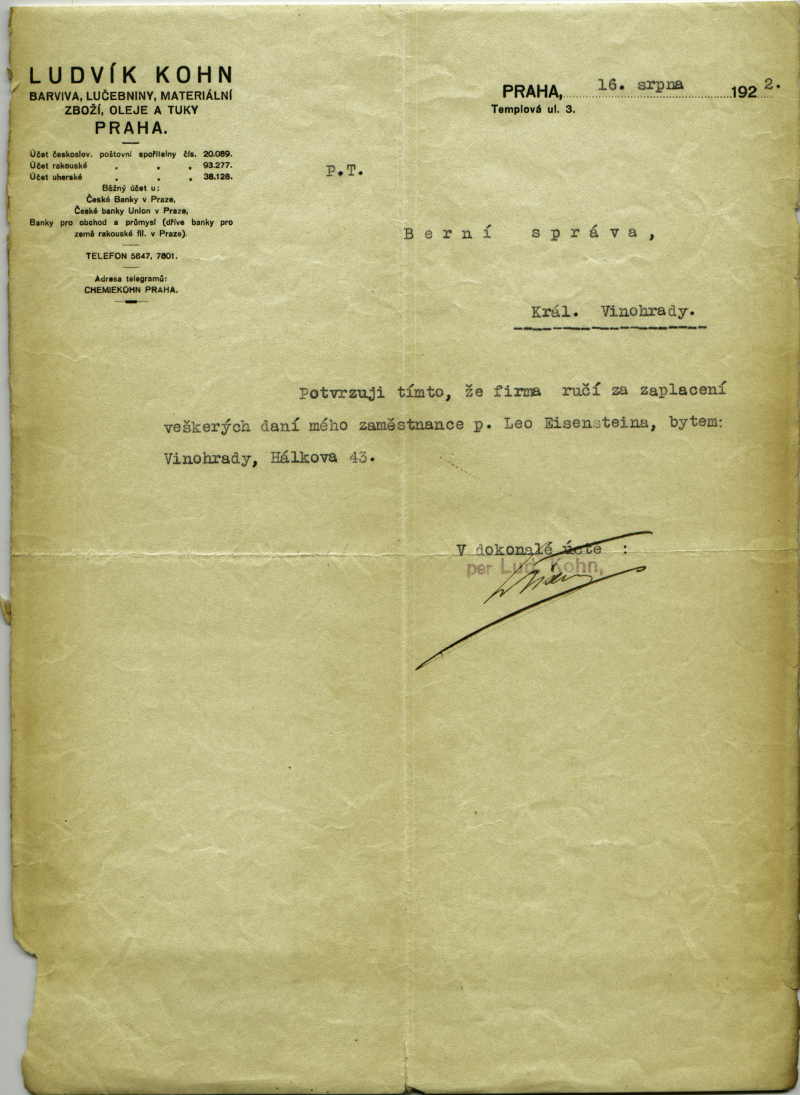 LUDVÍK KOHN
BARVIVA, LUČEBNINY, MATERIÁLNÍ
ZBOŽÍ, OLEJE A TUKY
PRAHA.
Účet českoslov. poštovní spořitelny čís. 20.089.
Účet rakouské „ „ „ 93.277.
Účet uherské „ „ „ 38.128.
Běžný účet u:
České Banky v Praze,
České banky Union v Praze,
Banky pro obchod a průmysl (dříve banky pro
země rakouské fil. v Praze).
TELEFON 5647, 7801.
Adresa telegramů:
CHEMIEKOHN PRAHA.
PRAHA, 16. srpna 1922.
Templová ul. 3.
P.T.
Berní správa,
Král. Vinohrady.
Potvrzuji tímto, že firma ručí za zaplacení
veškerých daní mého zaměstnance p. Leo Eisensteina, bytem:
Vinohrady, Hálkova 43.
V dokonalé úctě :
per Lud. Kohn,